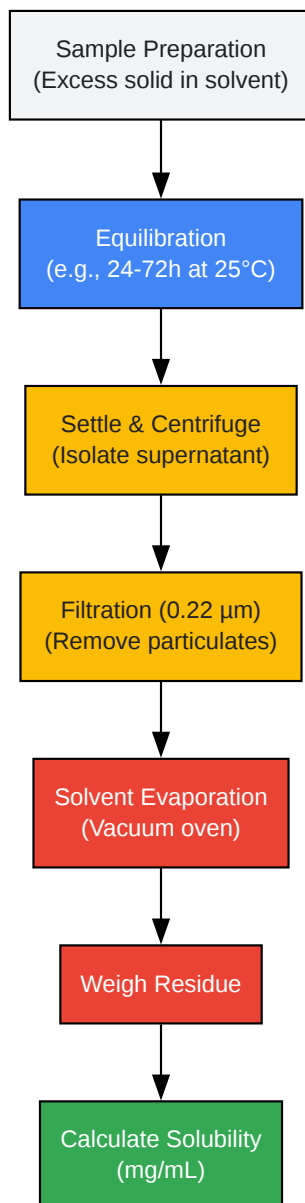 Sample Preparation
(Excess solid in solvent)
Equilibration
(e.g., 24-72h at 25°C)
Settle & Centrifuge
(Isolate supernatant)
Filtration (0.22 µm)
(Remove particulates)
Solvent Evaporation
(Vacuum oven)
Weigh Residue
Calculate Solubility
(mg/mL)